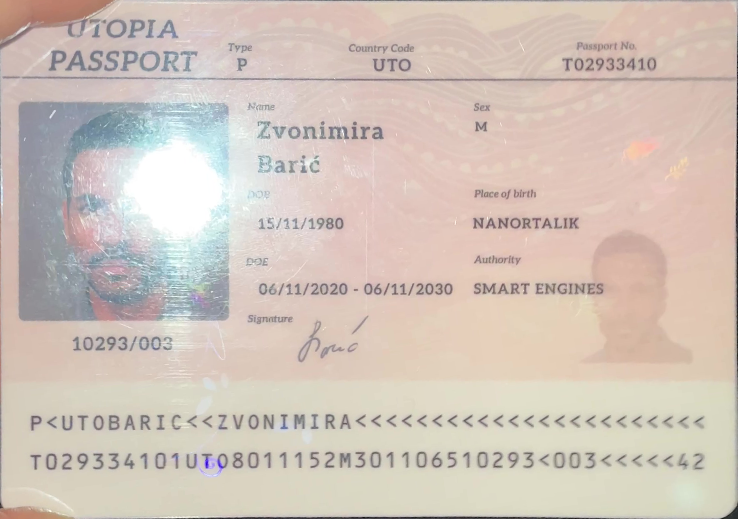 UTOPIA
PASSPORT
Type
P
Country Code
UTO
Passport No.
T02933410
Name
Zvonimira
Barić
Sex
M
DOB
15/11/1980
Place of birth
NANORTALIK
DOE
06/11/2020 - 06/11/2030
Authority
SMART ENGINES
Signature
10293/003
P<UTOBARIC<<ZVONIMIRA<<<<<<<<<<<<<<<<<<<<<<<
T029334101UTO8011152M301106510293<003<<<<<42